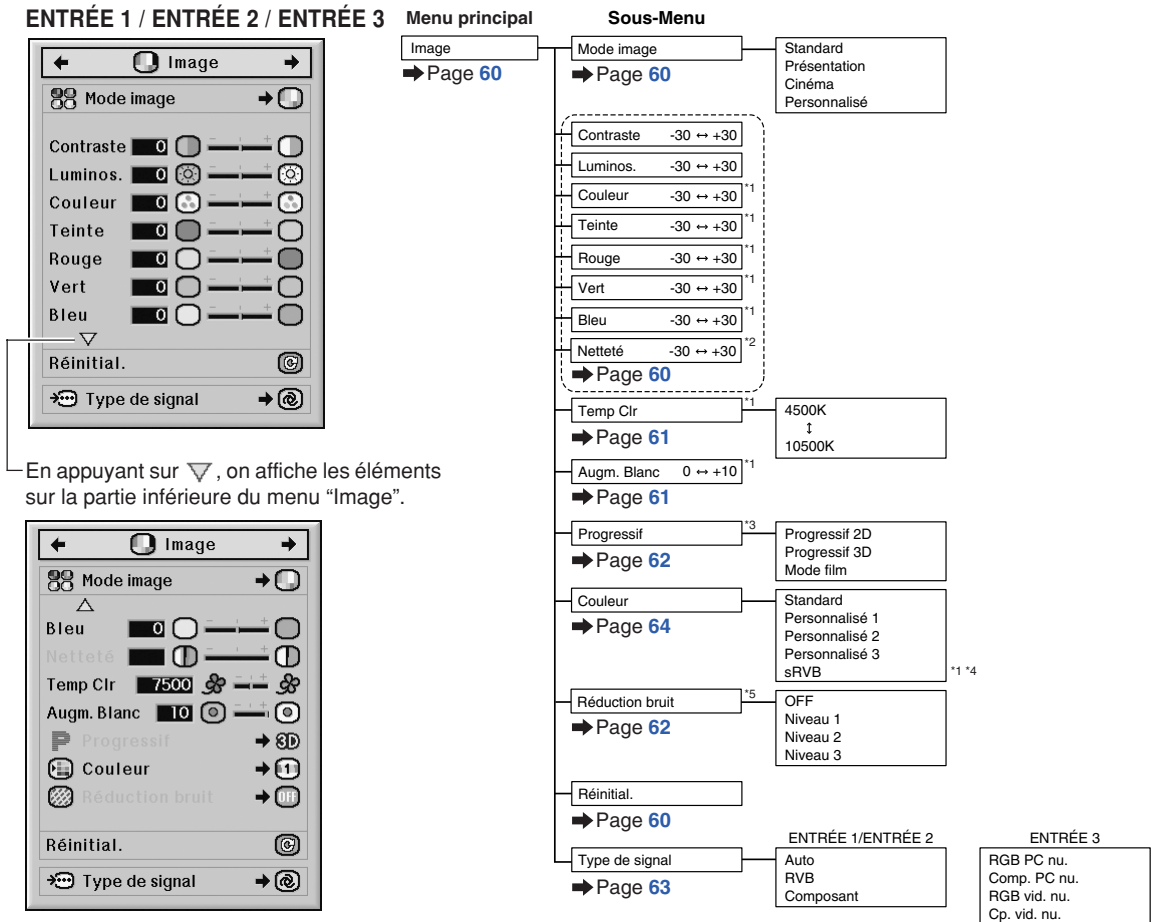 ENTRÉE 1 / ENTRÉE 2 / ENTRÉE 3
Image
Mode image
Contraste 0
Luminos. 0
Couleur 0
Teinte 0
Rouge 0
Vert 0
Bleu 0
Réinitial.
Type de signal
En appuyant sur ▽, on affiche les éléments
sur la partie inférieure du menu “Image”.
Image
Mode image
Bleu 0
Netteté
Temp Clr 7500
Augm. Blanc 10
P Progressif 3D
Couleur 1
Réduction bruit OFF
Réinitial.
Type de signal
Menu principal
Image
➡ Page 60
Sous-Menu
Mode image
➡ Page 60
Standard
Présentation
Cinéma
Personnalisé
Contraste -30 ↔ +30
Luminos. -30 ↔ +30
Couleur -30 ↔ +30 *1
Teinte -30 ↔ +30 *1
Rouge -30 ↔ +30 *1
Vert -30 ↔ +30 *1
Bleu -30 ↔ +30 *1
Netteté -30 ↔ +30 *2
➡ Page 60
Temp Clr *1
➡ Page 61
4500K
↕
10500K
Augm. Blanc 0 ↔ +10 *1
➡ Page 61
Progressif *3
➡ Page 62
Progressif 2D
Progressif 3D
Mode film
Couleur
➡ Page 64
Standard
Personnalisé 1
Personnalisé 2
Personnalisé 3
sRVB *1 *4
Réduction bruit *5
➡ Page 62
OFF
Niveau 1
Niveau 2
Niveau 3
Réinitial.
➡ Page 60
Type de signal
➡ Page 63
ENTRÉE 1/ENTRÉE 2
Auto
RVB
Composant
ENTRÉE 3
RGB PC nu.
Comp. PC nu.
RGB vid. nu.
Cp. vid. nu.